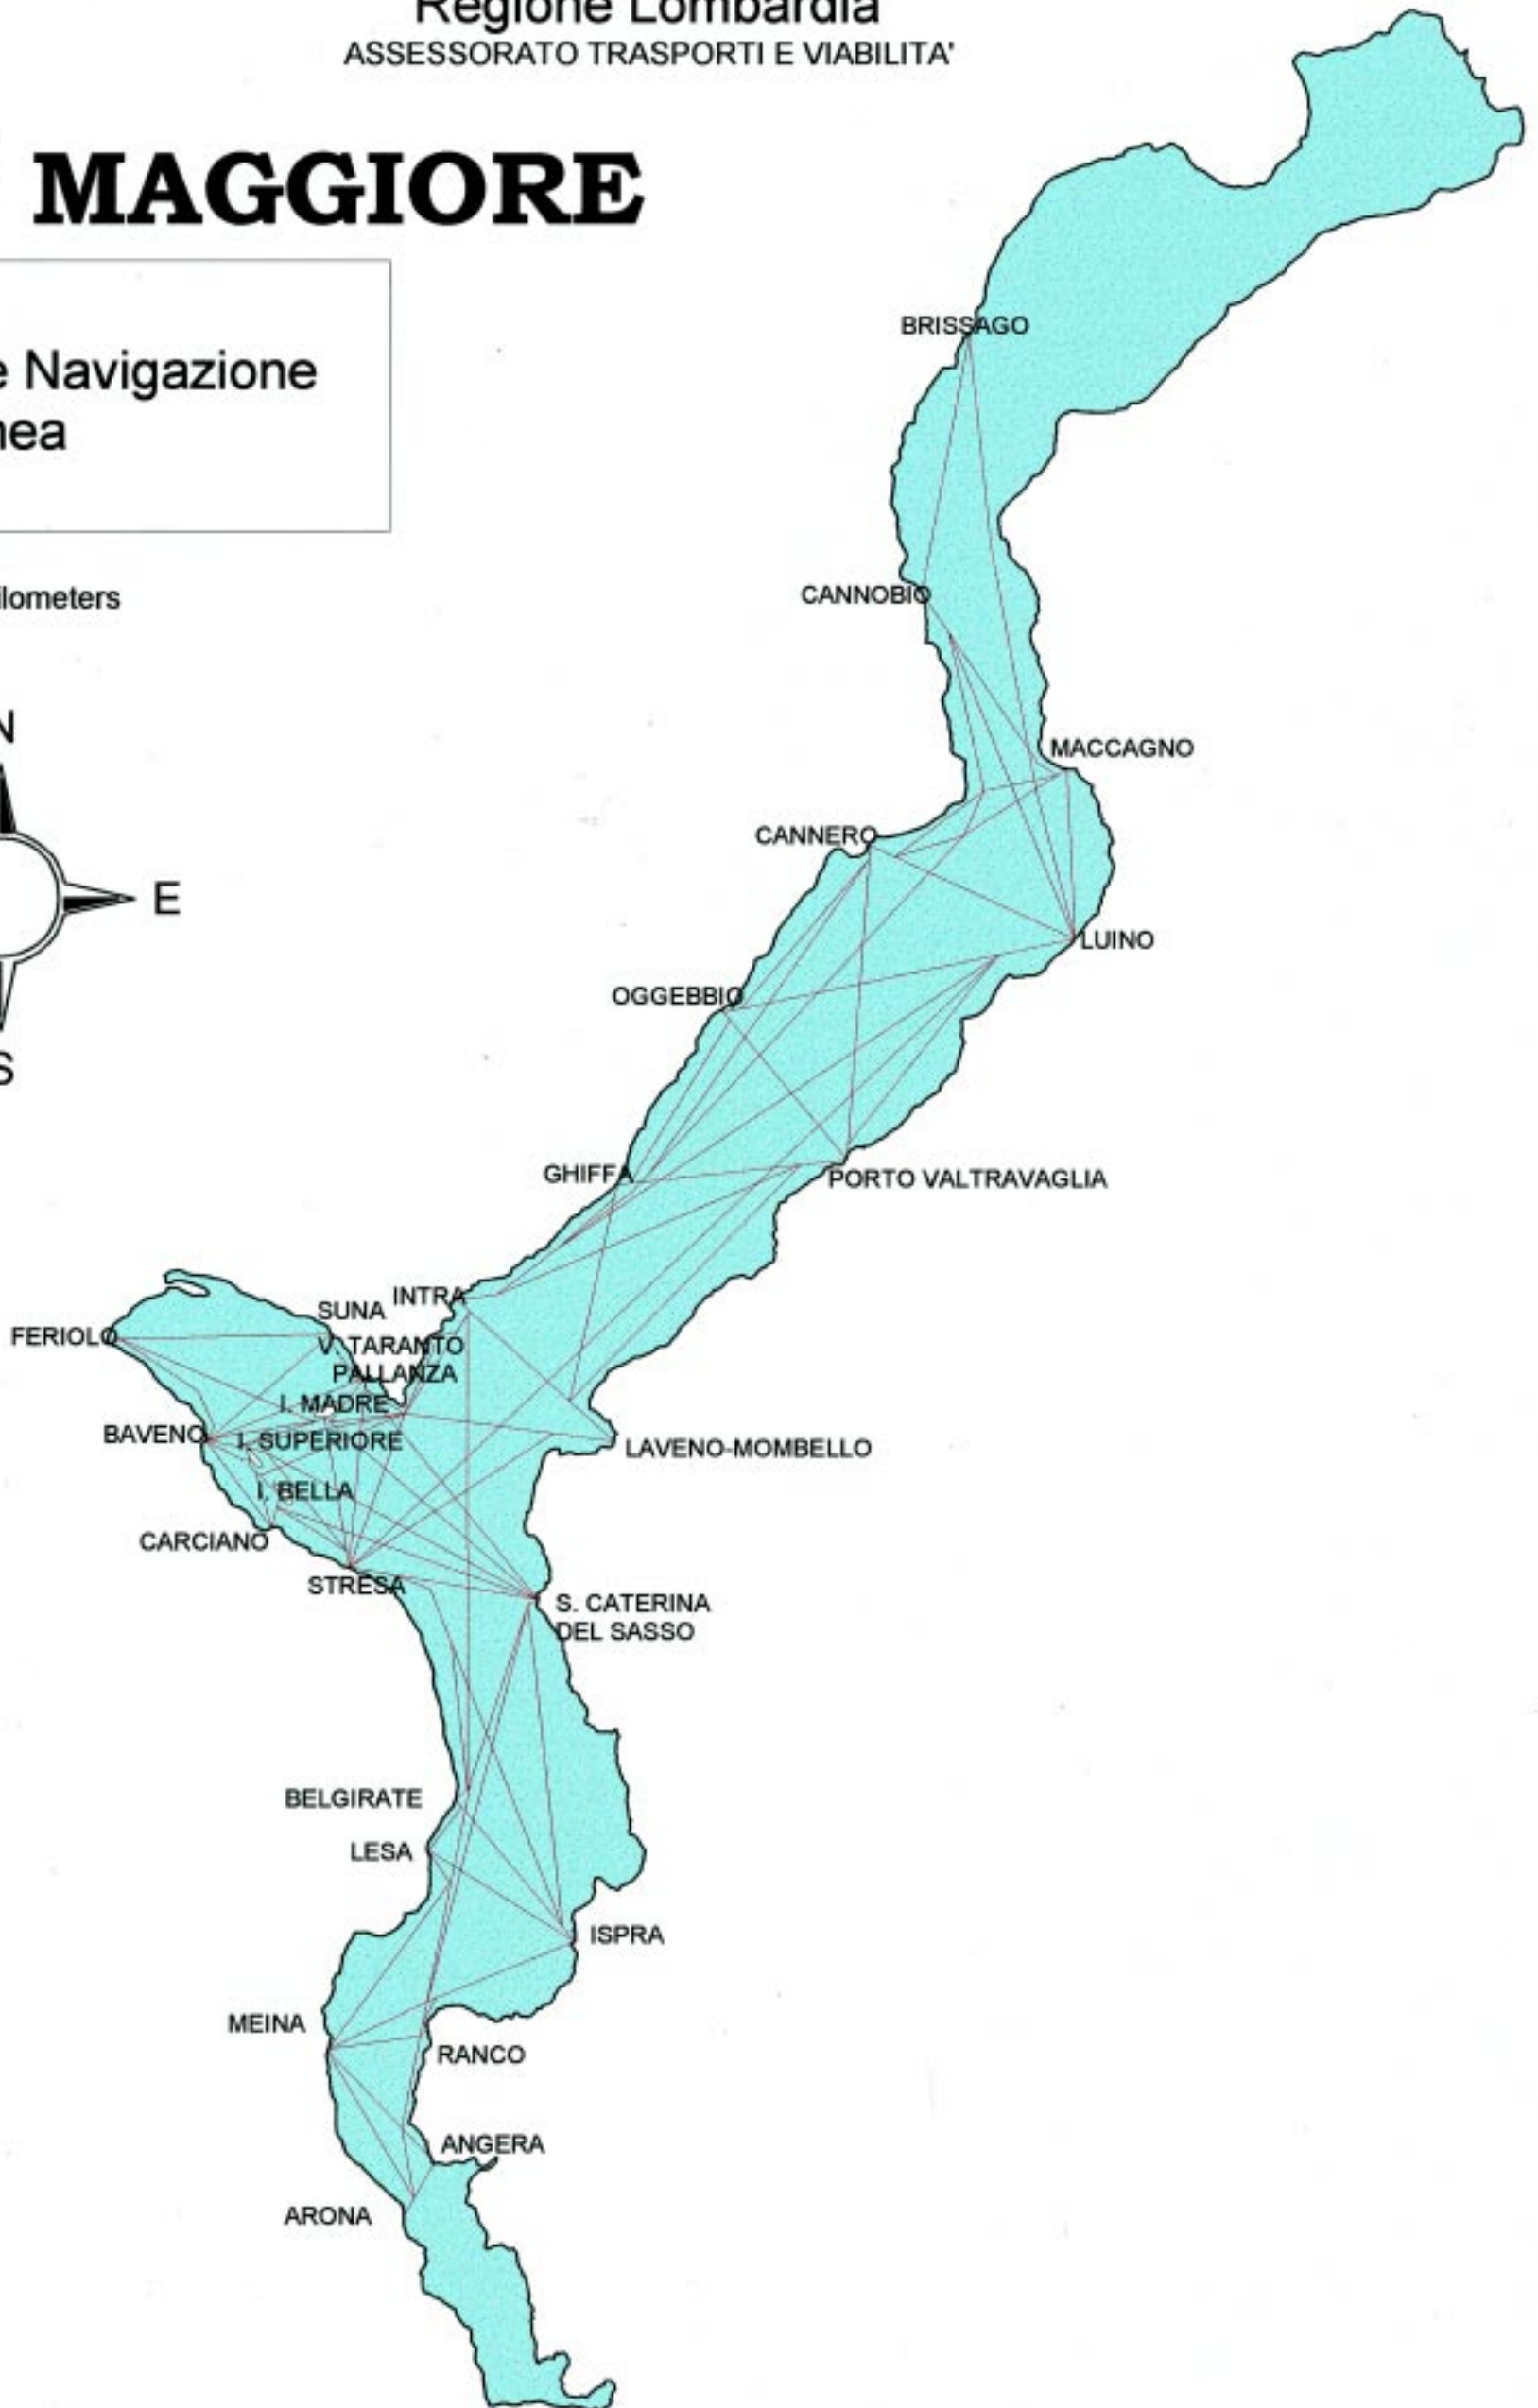 Regione Lombardia
ASSESSORATO TRASPORTI E VIABILITA'
MAGGIORE
e Navigazione
nea
ilometers
N
E
S
BRISSAGO
CANNOBIO
MACCAGNO
CANNERO
LUINO
OGGEBBIO
GHIFFA
PORTO VALTRAVAGLIA
INTRA
SUNA
FERIOLO
V. TARANTO
PALLANZA
I. MADRE
BAVENO
I. SUPERIORE
LAVENO-MOMBELLO
I. BELLA
CARCIANO
STRESA
S. CATERINA
DEL SASSO
BELGIRATE
LESA
ISPRA
MEINA
RANCO
ANGERA
ARONA